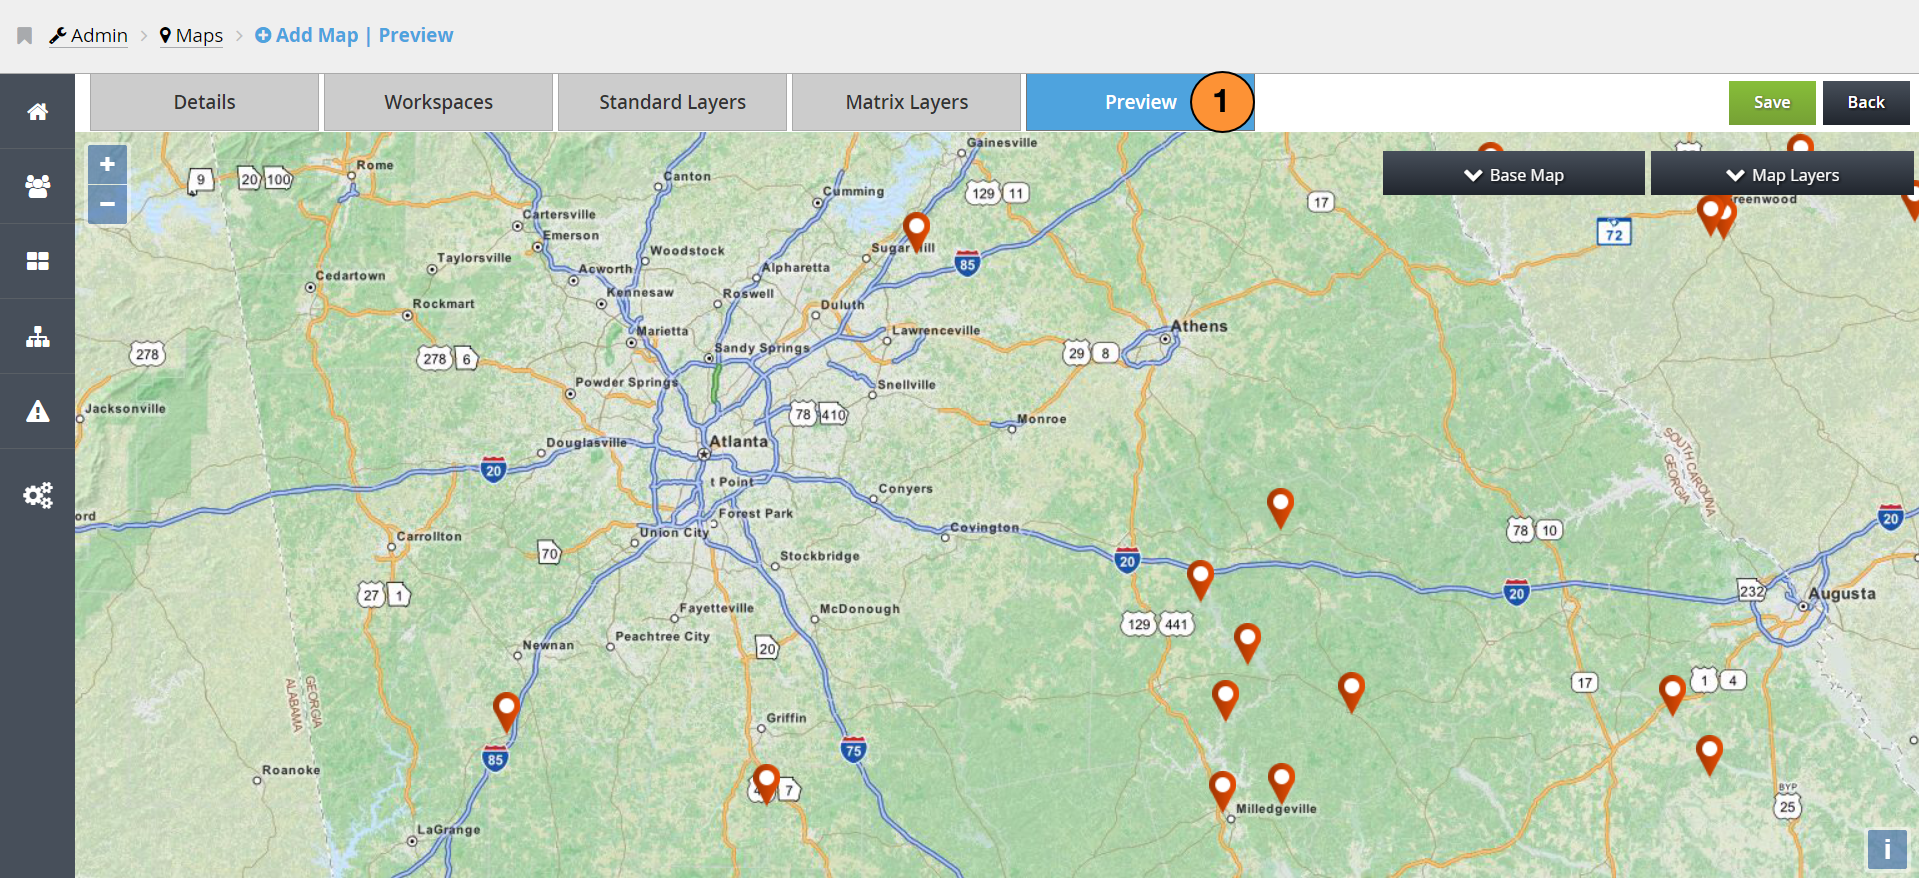 Admin > Maps > Add Map | Preview
Details
Workspaces
Standard Layers
Matrix Layers
Preview
1
Save
Back
+
−
Base Map
Map Layers
Gainesville
Rome
9
20
100
Canton
Cumming
129
11
17
reenwood
Cartersville
Emerson
72
Sugar Hill
Woodstock
Taylorsville
Acworth
Alpharetta
85
Cedartown
Kennesaw
Roswell
Rockmart
Duluth
Marietta
Lawrenceville
Athens
278
278
6
Sandy Springs
29
8
Powder Springs
Snellville
Jacksonville
78
410
Monroe
Douglasville
Atlanta
20
t Point
Conyers
SOUTH CAROLINA
GEORGIA
ord
Forest Park
Covington
20
Carrollton
Union City
78
10
70
Stockbridge
20
27
1
20
232
Augusta
Fayetteville
McDonough
129
441
Newnan
Peachtree City
20
GEORGIA
ALABAMA
17
1
4
Griffin
85
75
Roanoke
7
BYP
25
Milledgeville
LaGrange
i